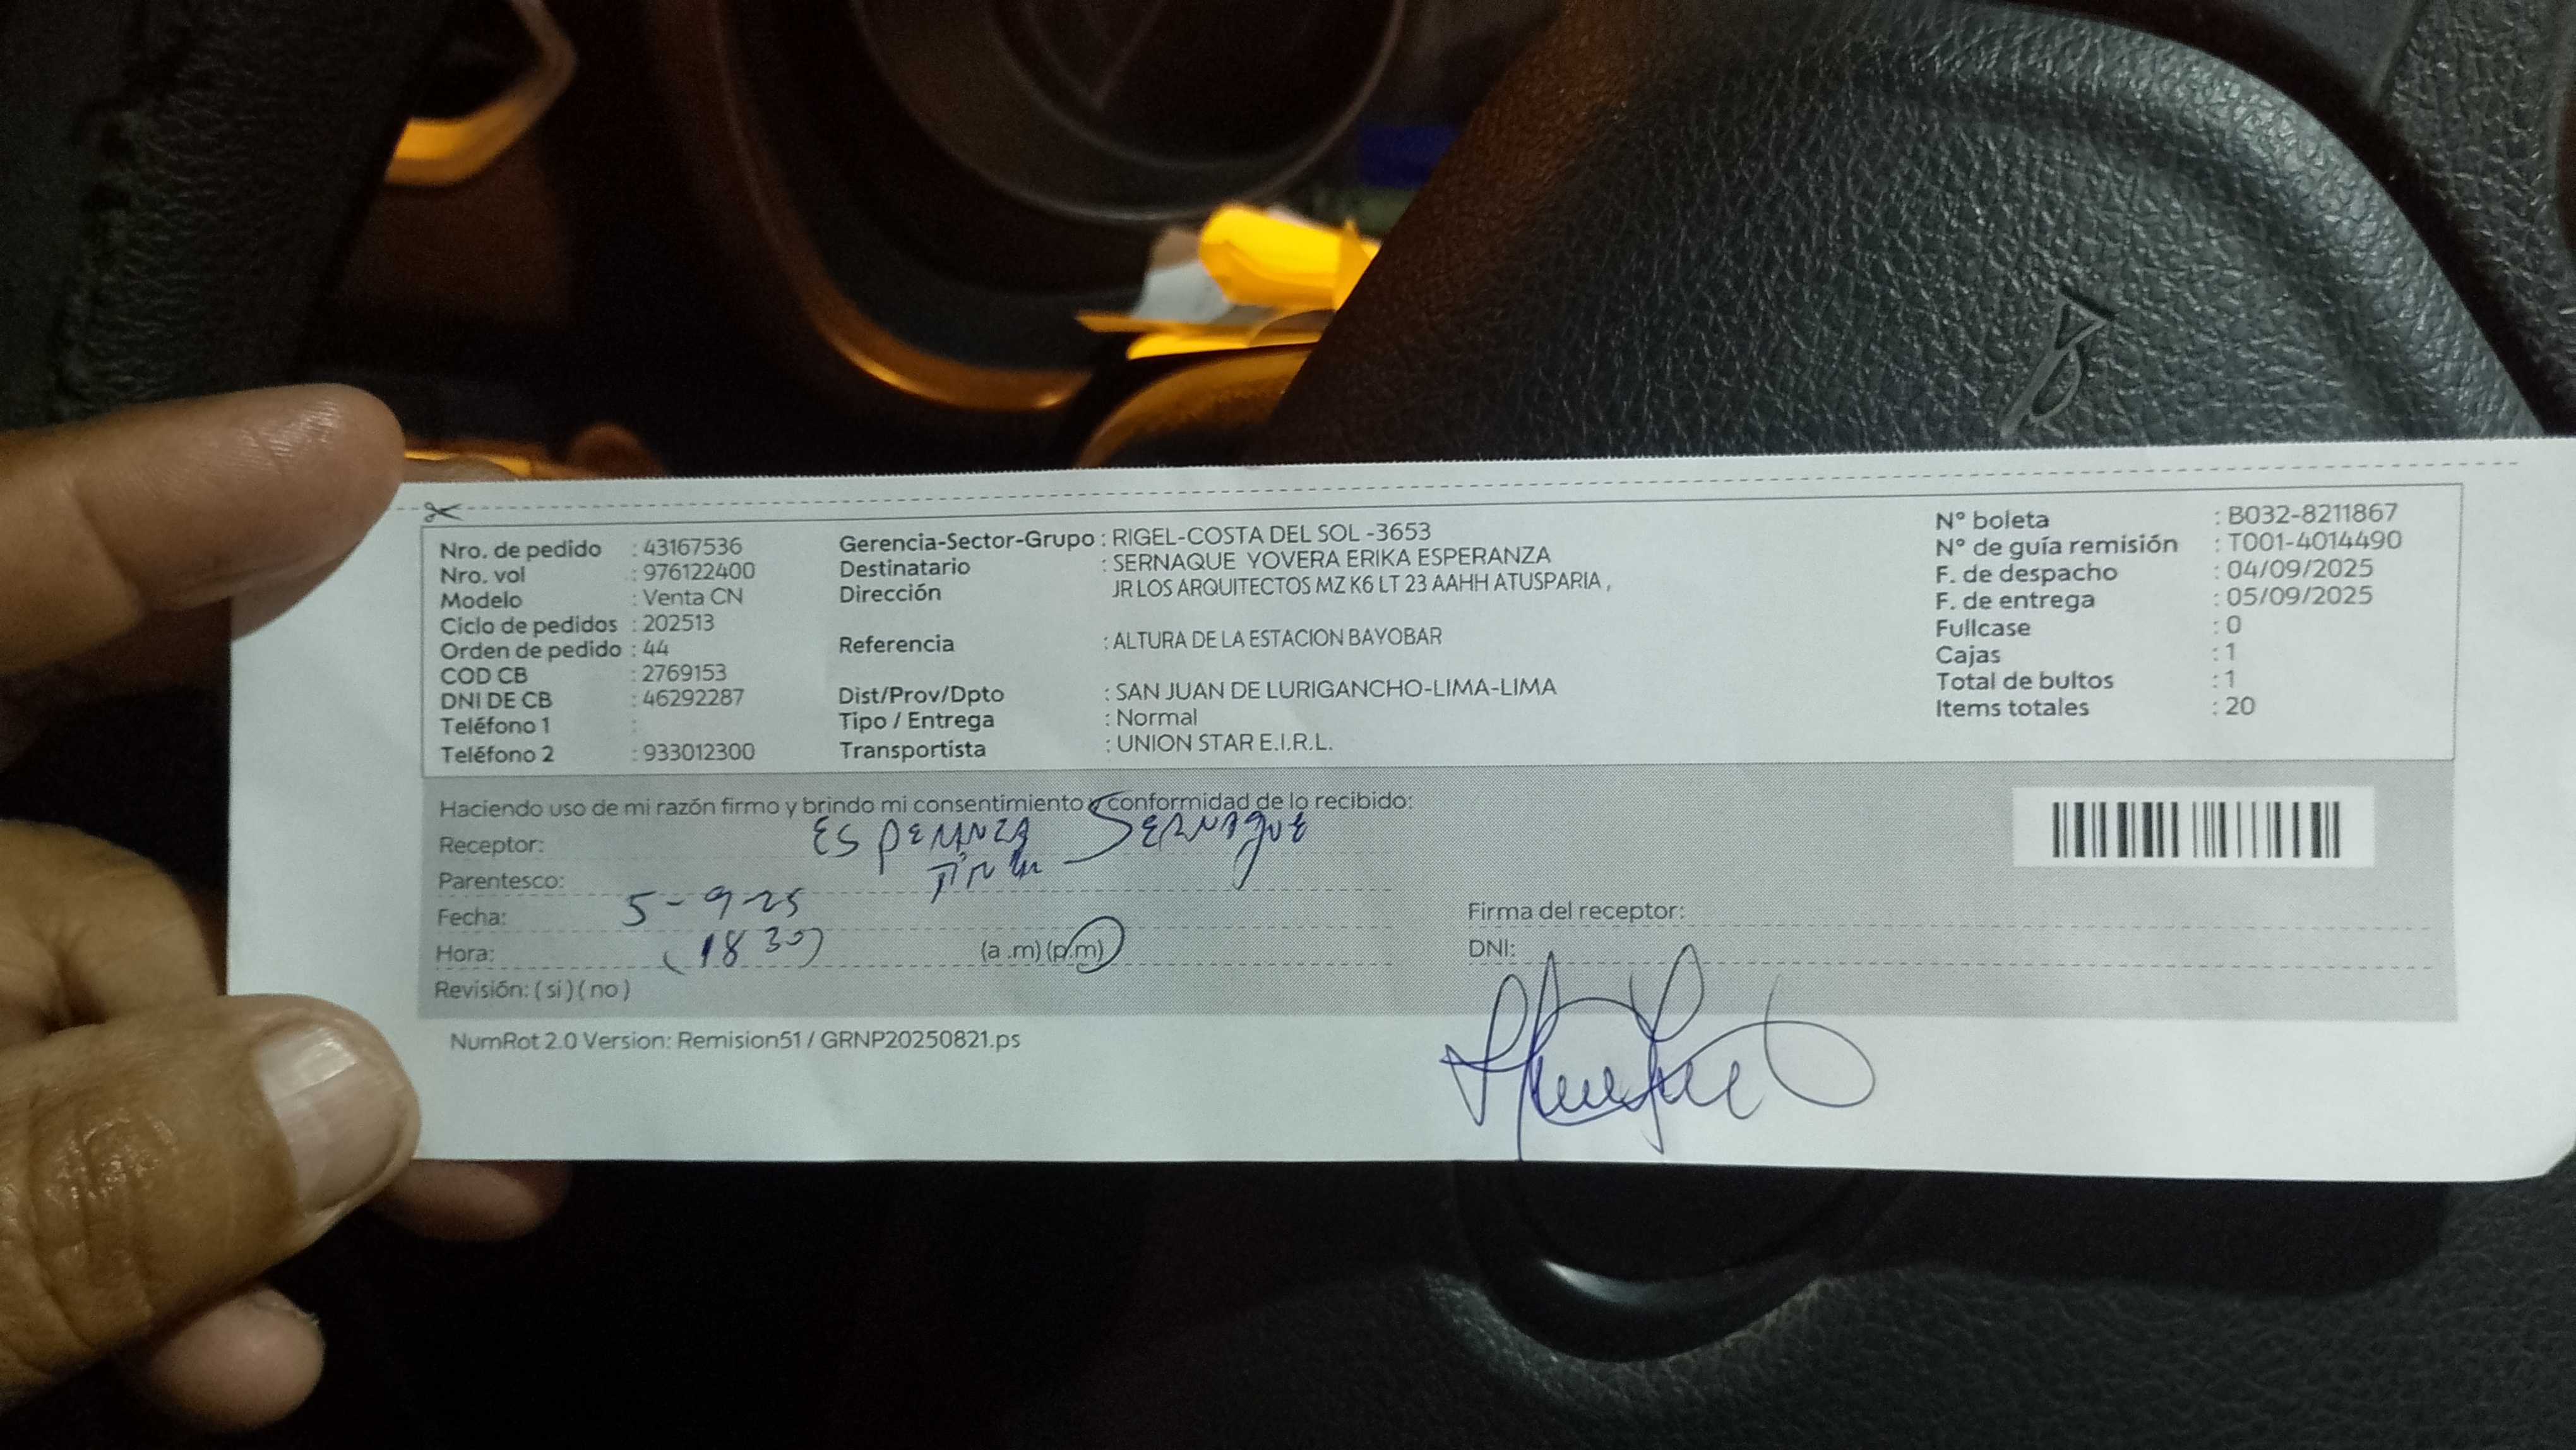 Nro. de pedido : 43167536
Nro. vol : 976122400
Modelo : Venta CN
Ciclo de pedidos : 202513
Orden de pedido : 44
COD CB : 2769153
DNI DE CB : 46292287
Teléfono 1 :
Teléfono 2 : 933012300
Gerencia-Sector-Grupo : RIGEL-COSTA DEL SOL -3653
Destinatario : SERNAQUE YOVERA ERIKA ESPERANZA
Dirección JR LOS ARQUITECTOS MZ K6 LT 23 AAHH ATUSPARIA ,
Referencia : ALTURA DE LA ESTACION BAYOBAR
Dist/Prov/Dpto : SAN JUAN DE LURIGANCHO-LIMA-LIMA
Tipo / Entrega : Normal
Transportista : UNION STAR E.I.R.L.
Nº boleta : B032-8211867
Nº de guía remisión : T001-4014490
F. de despacho : 04/09/2025
F. de entrega : 05/09/2025
Fullcase : 0
Cajas : 1
Total de bultos : 1
Items totales : 20
Haciendo uso de mi razón firmo y brindo mi consentimiento y conformidad de lo recibido:
Receptor: ESPERANZA SERNAQUE
Parentesco:
Fecha: 5-9-25
Hora: (18 30) (a .m) (p.m)
Revisión: ( si ) ( no )
Firma del receptor:
DNI:
NumRot 2.0 Version: Remision51 / GRNP20250821.ps